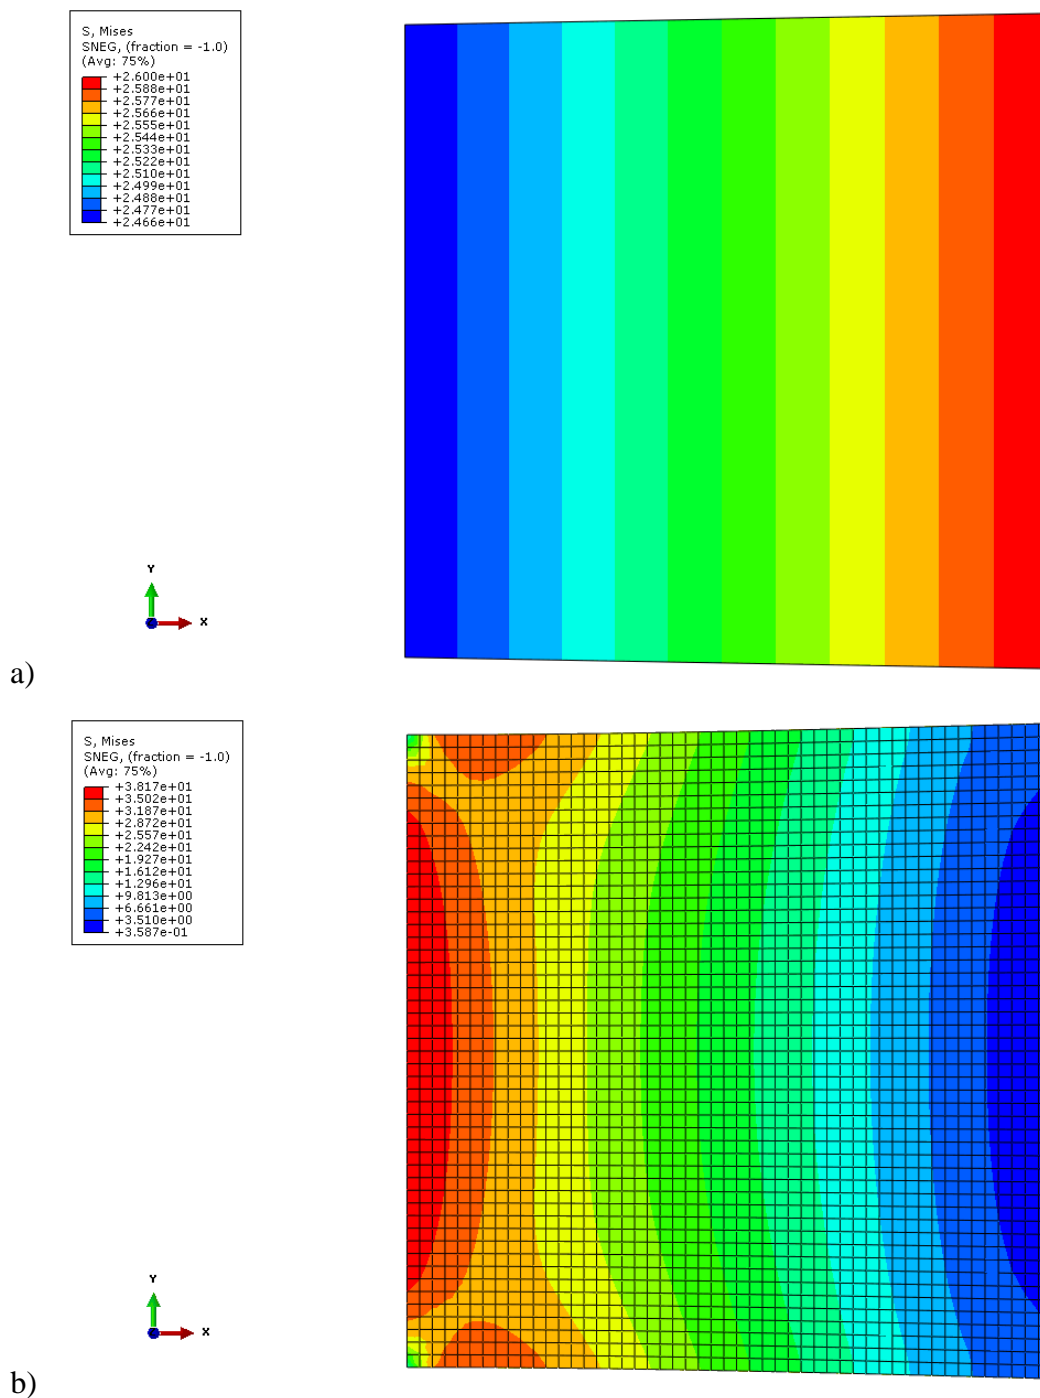 S, Mises
SNEG, (fraction = -1.0)
(Avg: 75%)
+2.600e+01
+2.588e+01
+2.577e+01
+2.566e+01
+2.555e+01
+2.544e+01
+2.533e+01
+2.522e+01
+2.510e+01
+2.499e+01
+2.488e+01
+2.477e+01
+2.466e+01
Y
X
a)
S, Mises
SNEG, (fraction = -1.0)
(Avg: 75%)
+3.817e+01
+3.502e+01
+3.187e+01
+2.872e+01
+2.557e+01
+2.242e+01
+1.927e+01
+1.612e+01
+1.296e+01
+9.813e+00
+6.661e+00
+3.510e+00
+3.587e-01
Y
X
b)